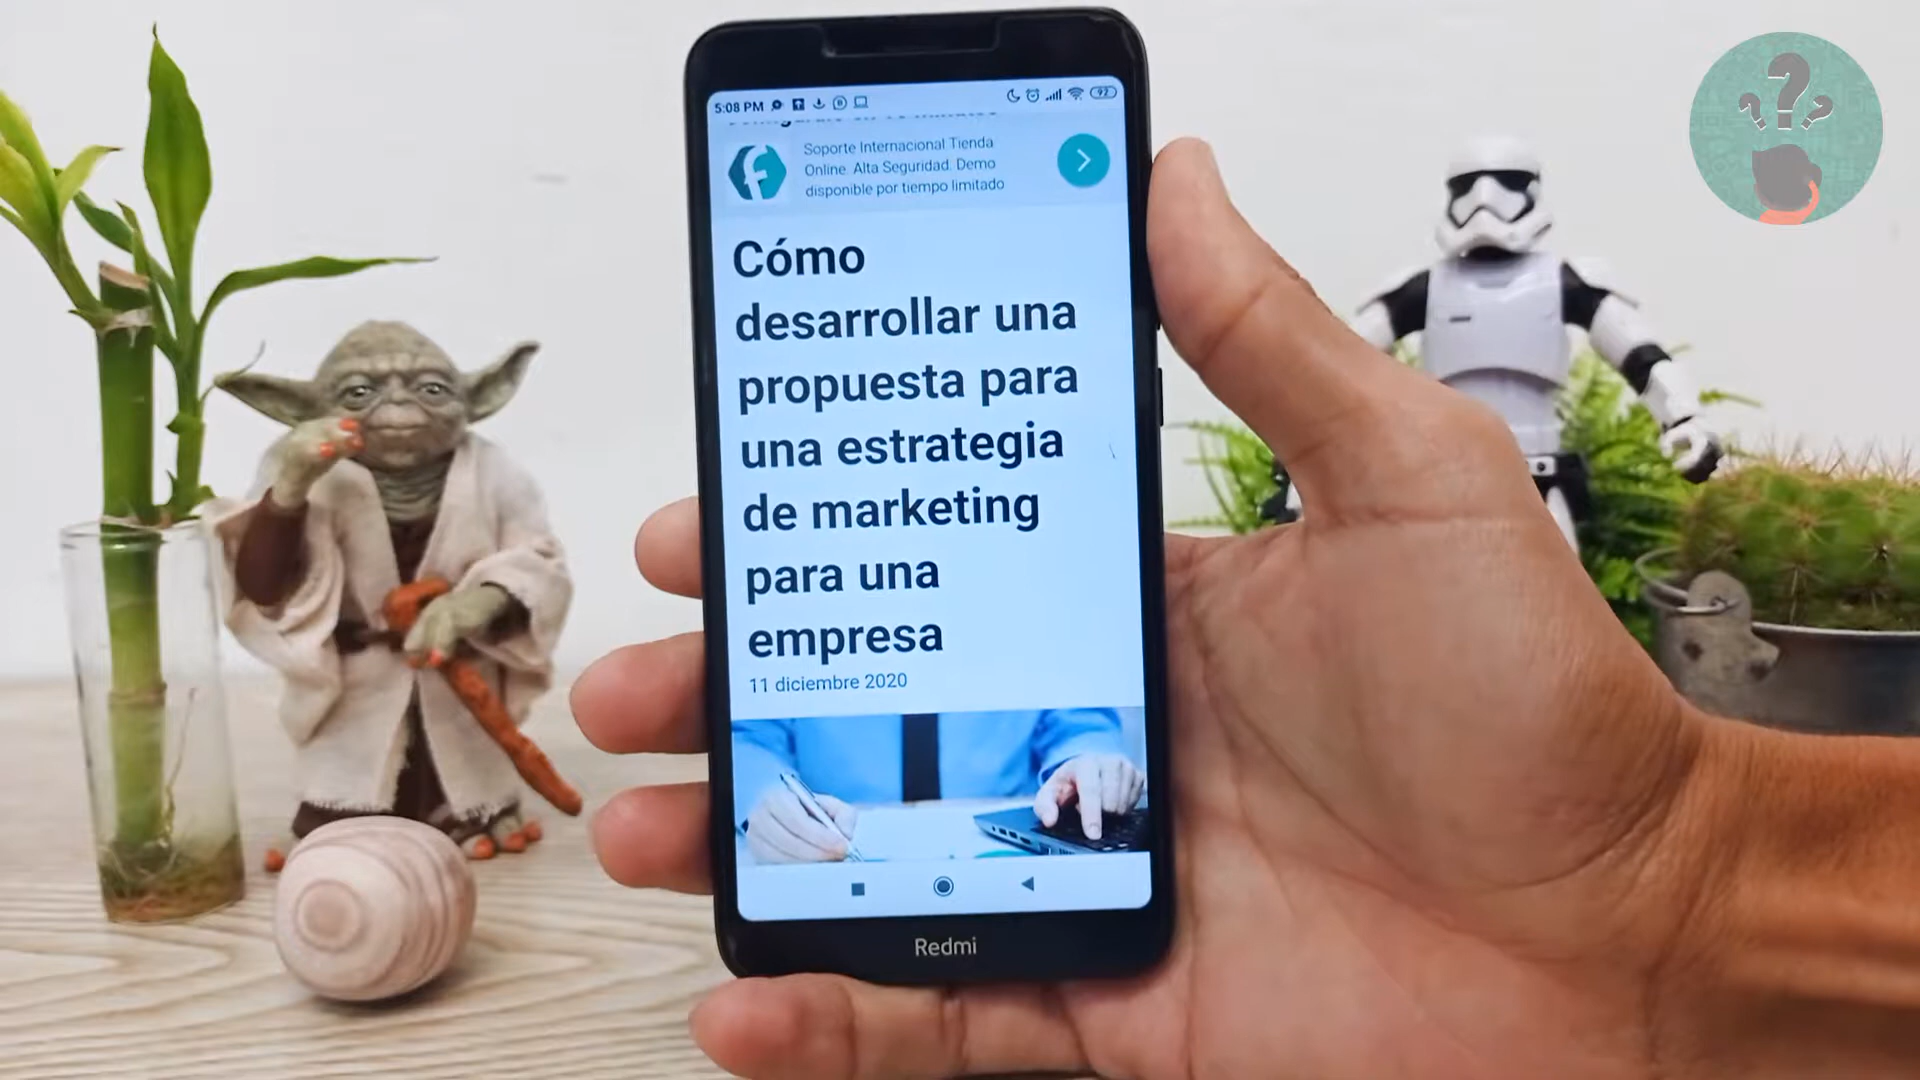 5:08 PM
92
Soporte Internacional Tienda
Online. Alta Seguridad. Demo
disponible por tiempo limitado
Cómo
desarrollar una
propuesta para
una estrategia
de marketing
para una
empresa
11 diciembre 2020
Redmi